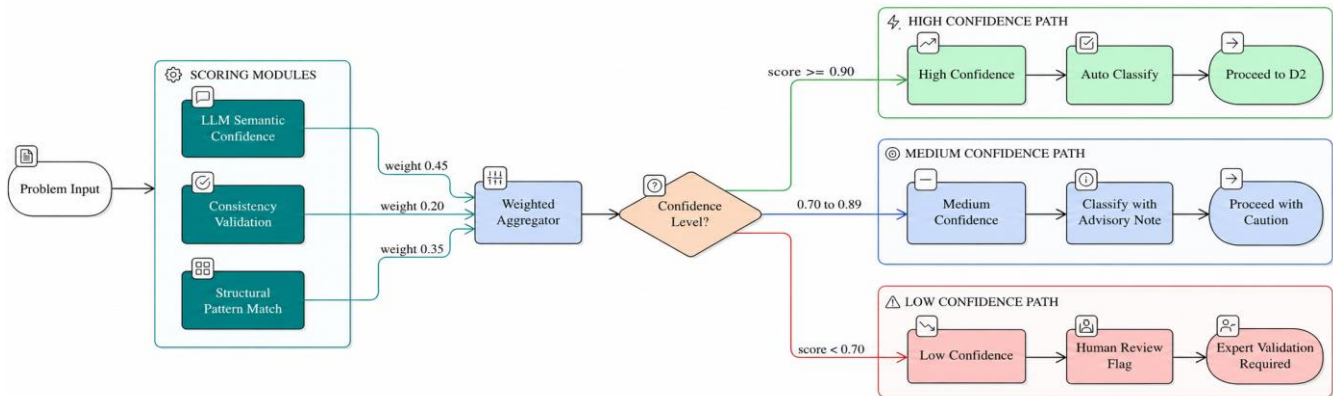 SCORING MODULES
LLM Semantic
Confidence
Consistency
Validation
Structural
Pattern Match
Problem Input
weight 0.45
weight 0.20
weight 0.35
Weighted
Aggregator
Confidence
Level?
score >= 0.90
0.70 to 0.89
score < 0.70
HIGH CONFIDENCE PATH
High Confidence
Auto Classify
Proceed to D2
MEDIUM CONFIDENCE PATH
Medium
Confidence
Classify with
Advisory Note
Proceed with
Caution
LOW CONFIDENCE PATH
Low Confidence
Human Review
Flag
Expert Validation
Required